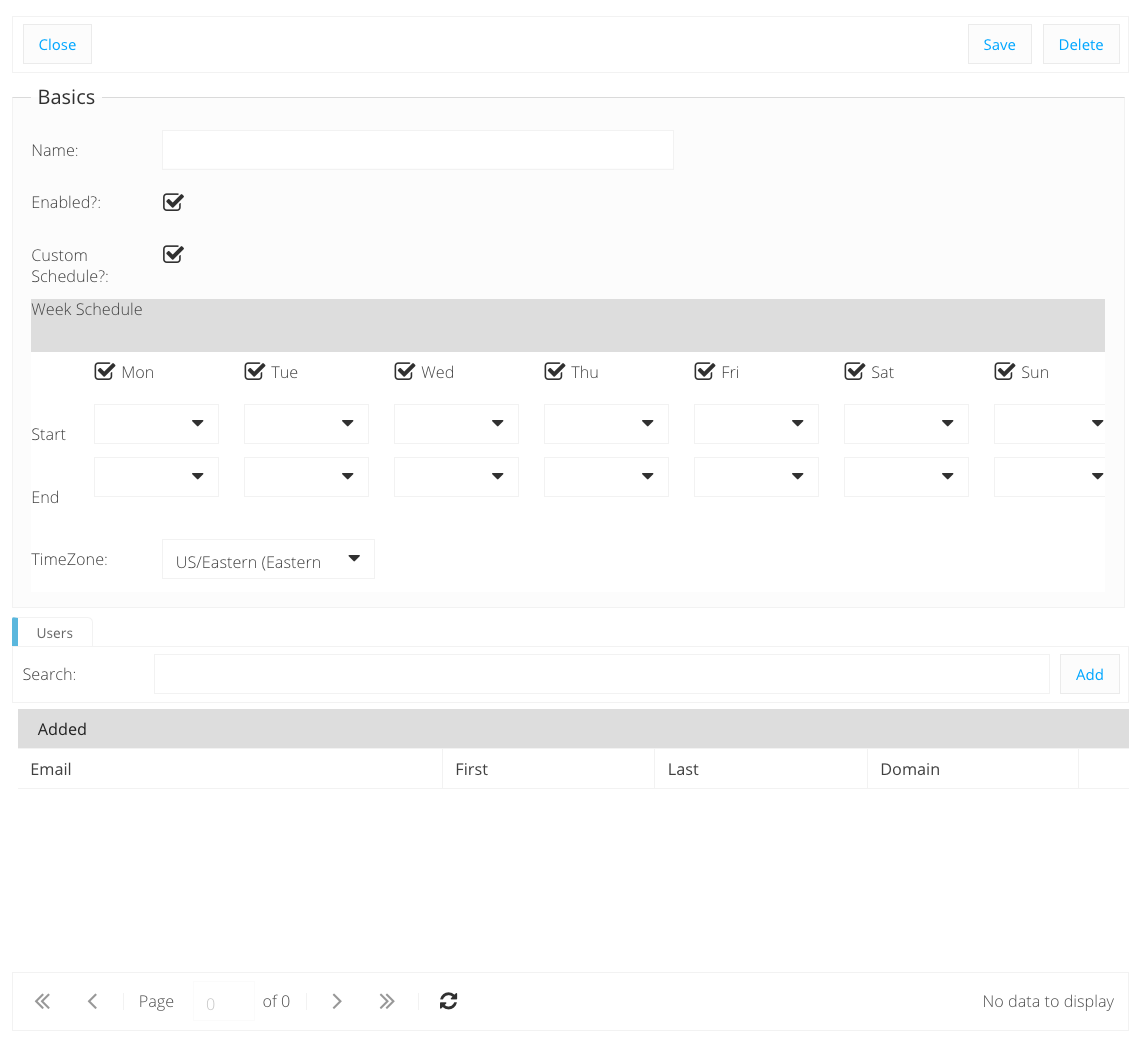 Close Save Delete
Basics
Name:
Enabled?:
Custom
Schedule?:
Week Schedule
Mon Tue Wed Thu Fri Sat Sun
Start
End
TimeZone: US/Eastern (Eastern
Users
Search: Add
Added
Email First Last Domain
Page 0 of 0 No data to display